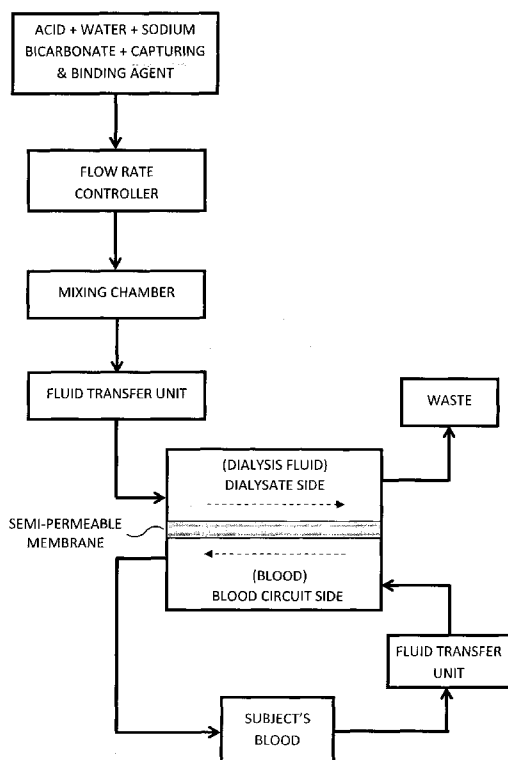 ACID + WATER + SODIUM
BICARBONATE + CAPTURING
& BINDING AGENT
FLOW RATE
CONTROLLER
MIXING CHAMBER
FLUID TRANSFER UNIT
WASTE
(DIALYSIS FLUID)
DIALYSATE SIDE
SEMI-PERMEABLE
MEMBRANE
(BLOOD)
BLOOD CIRCUIT SIDE
FLUID TRANSFER
UNIT
SUBJECT'S
BLOOD